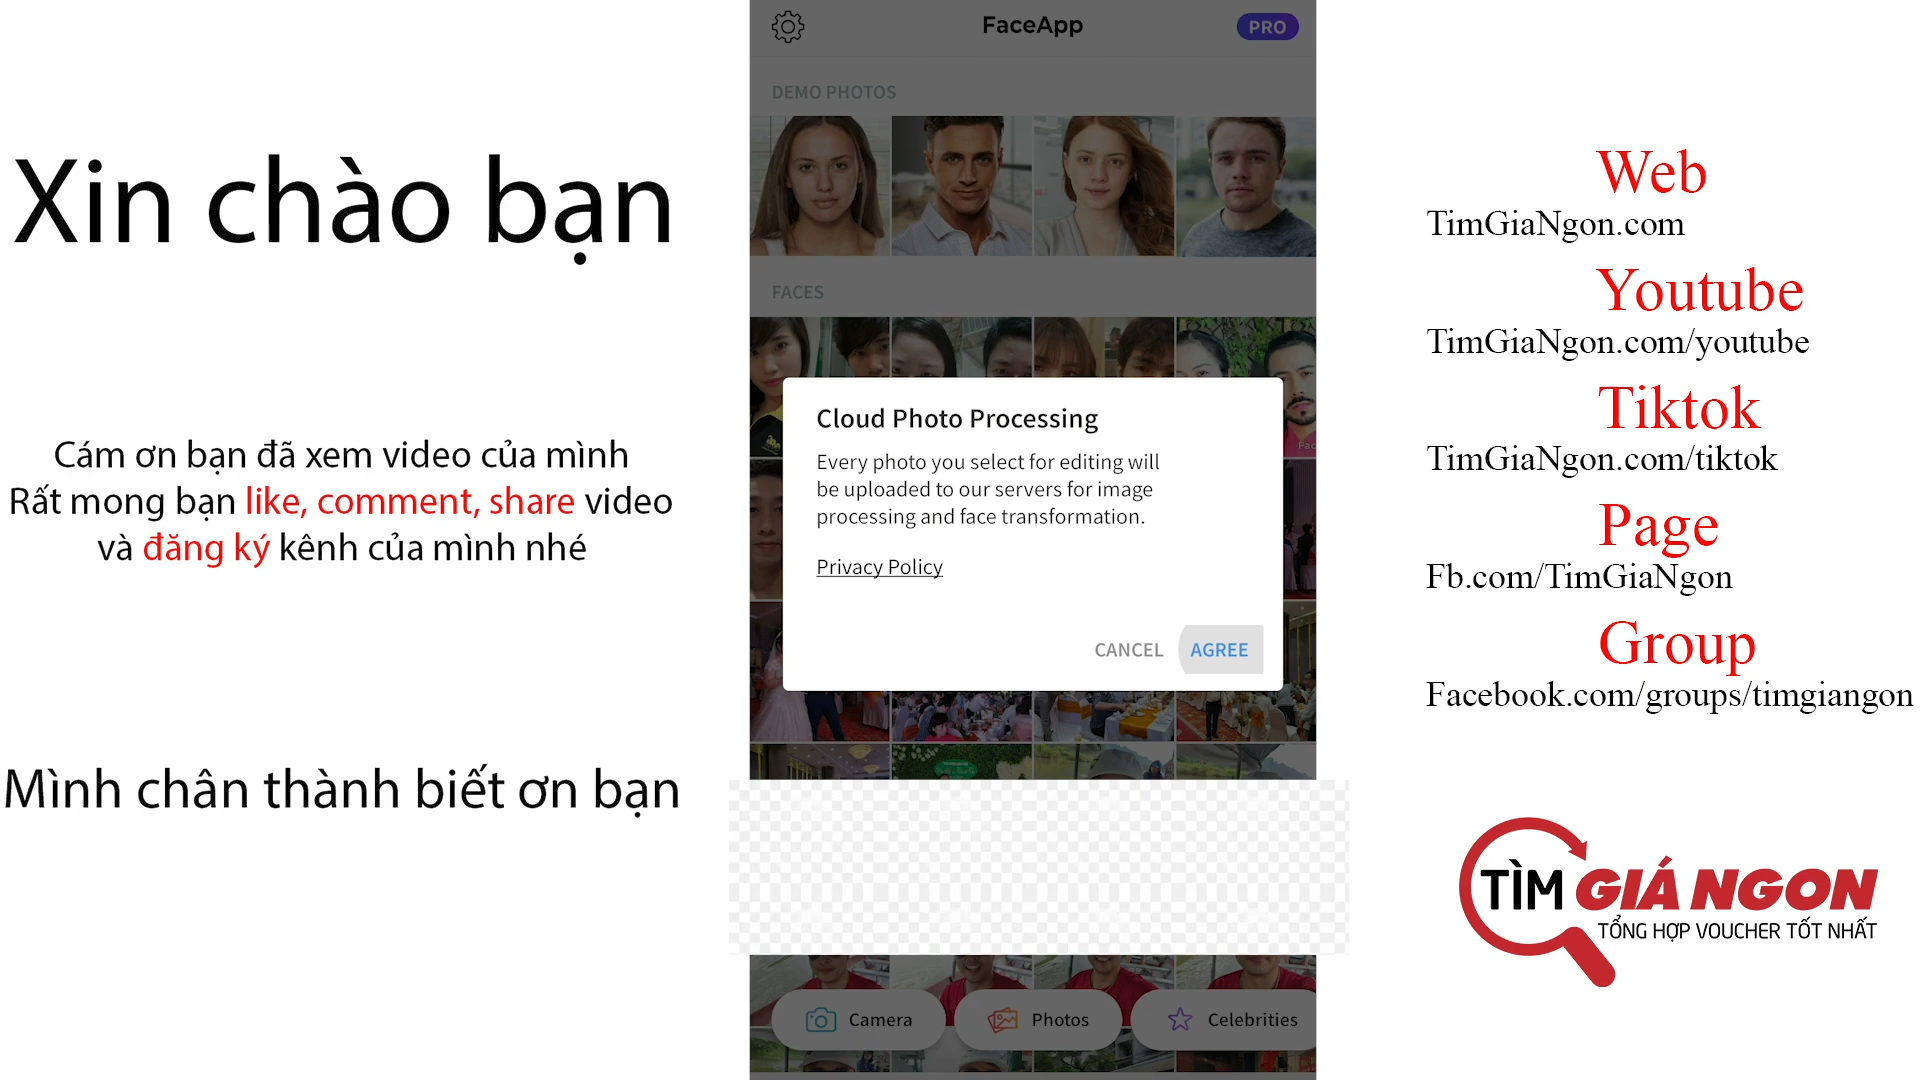 Xin chào bạn
Cám ơn bạn đã xem video của mình
Rất mong bạn like, comment, share video
và đăng ký kênh của mình nhé
Mình chân thành biết ơn bạn
FaceApp
PRO
DEMO PHOTOS
FACES
Cloud Photo Processing
Every photo you select for editing will
be uploaded to our servers for image
processing and face transformation.
Privacy Policy
CANCEL
AGREE
Camera
Photos
Celebrities
Web
TimGiaNgon.com
Youtube
TimGiaNgon.com/youtube
Tiktok
TimGiaNgon.com/tiktok
Page
Fb.com/TimGiaNgon
Group
Facebook.com/groups/timgiangon
TÌM GIÁ NGON
TỔNG HỢP VOUCHER TỐT NHẤT